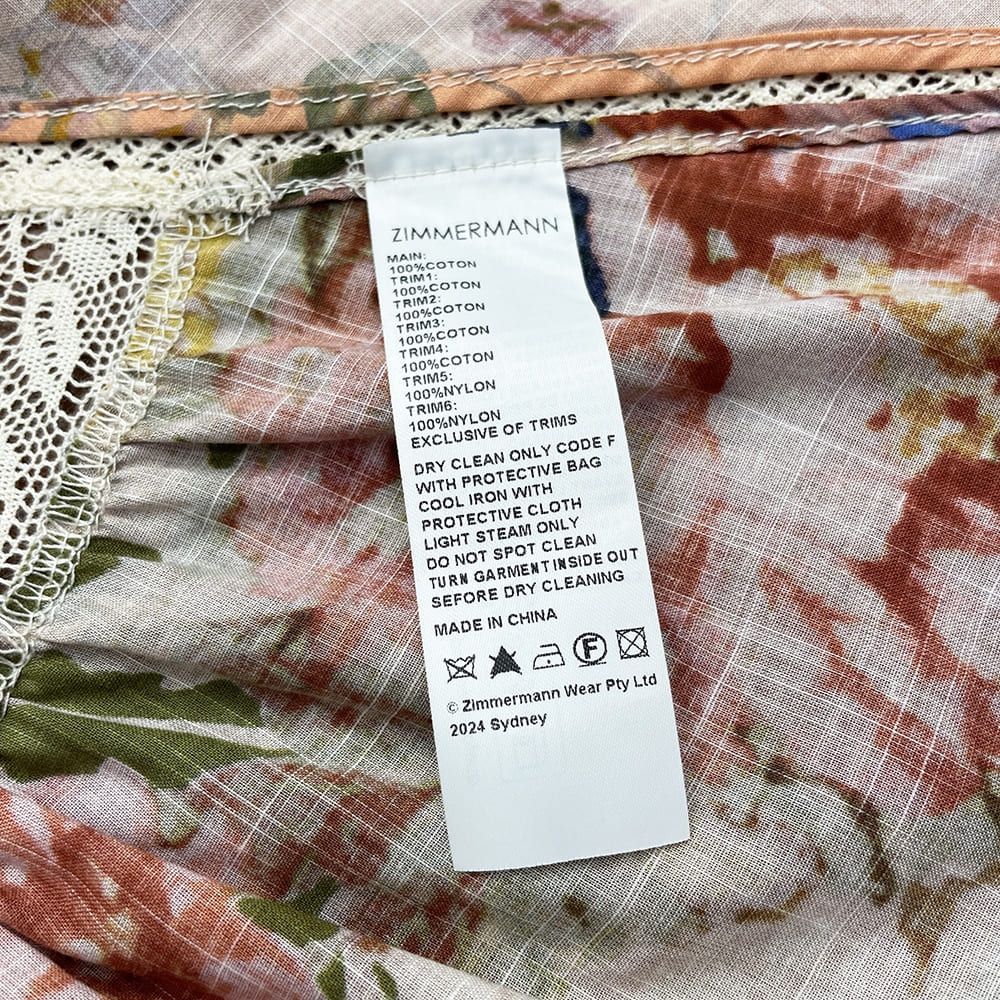 ZIMMERMANN
MAIN:
100%COTON
TRIM1:
100%COTON
TRIM2:
100%COTON
TRIM3:
100%COTON
TRIM4:
100%COTON
TRIM5:
100%NYLON
TRIM6:
100%NYLON
EXCLUSIVE OF TRIMS
DRY CLEAN ONLY CODE F
WITH PROTECTIVE BAG
COOL IRON WITH
PROTECTIVE CLOTH
LIGHT STEAM ONLY
DO NOT SPOT CLEAN
TURN GARMENT INSIDE OUT
SEFORE DRY CLEANING
MADE IN CHINA
F
© Zimmermann Wear Pty Ltd
2024 Sydney